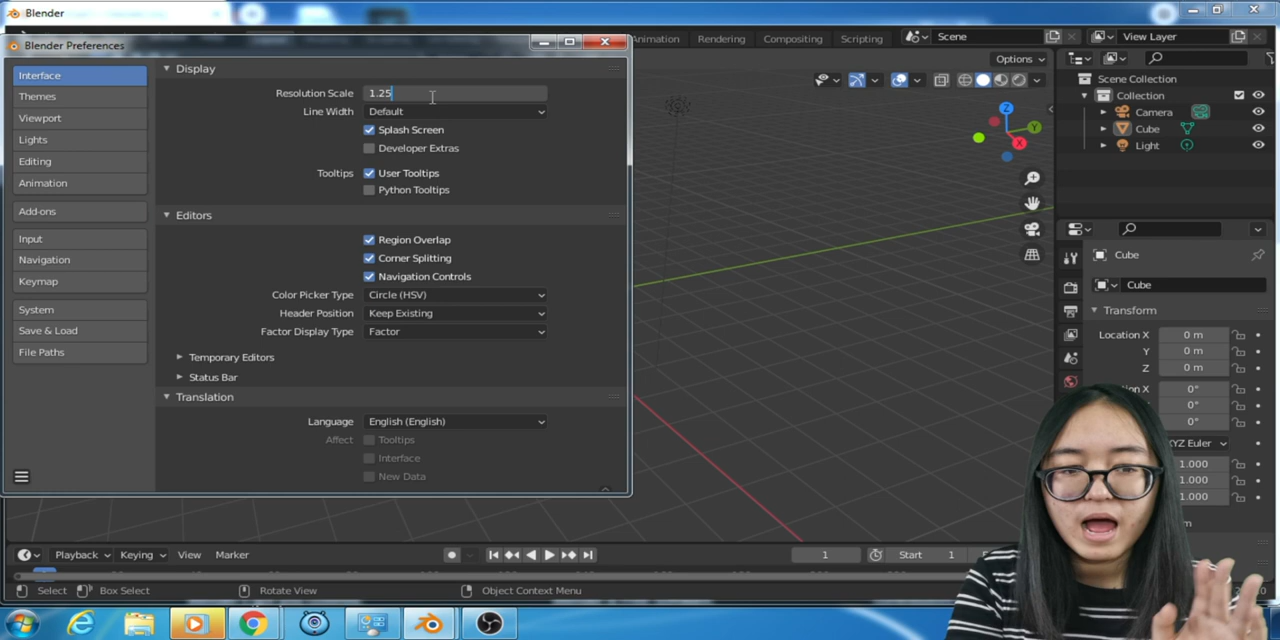 Blender
Animation Rendering Compositing Scripting Scene View Layer
Blender Preferences
Options
Interface
Themes
Viewport
Lights
Editing
Animation
Add-ons
Input
Navigation
Keymap
System
Save & Load
File Paths
Display
Resolution Scale 1.25
Line Width Default
Splash Screen
Developer Extras
Tooltips User Tooltips
Python Tooltips
Editors
Region Overlap
Corner Splitting
Navigation Controls
Color Picker Type Circle (HSV)
Header Position Keep Existing
Factor Display Type Factor
Temporary Editors
Status Bar
Translation
Language English (English)
Affect Tooltips
Interface
New Data
Z
Y
X
Scene Collection
Collection
Camera
Cube
Light
Cube
Cube
Transform
Location X 0 m
Y 0 m
Z 0 m
X 0°
0°
0°
XYZ Euler
1.000
1.000
1.000
m
Playback Keying View Marker 1 Start 1
Select Box Select Rotate View Object Context Menu